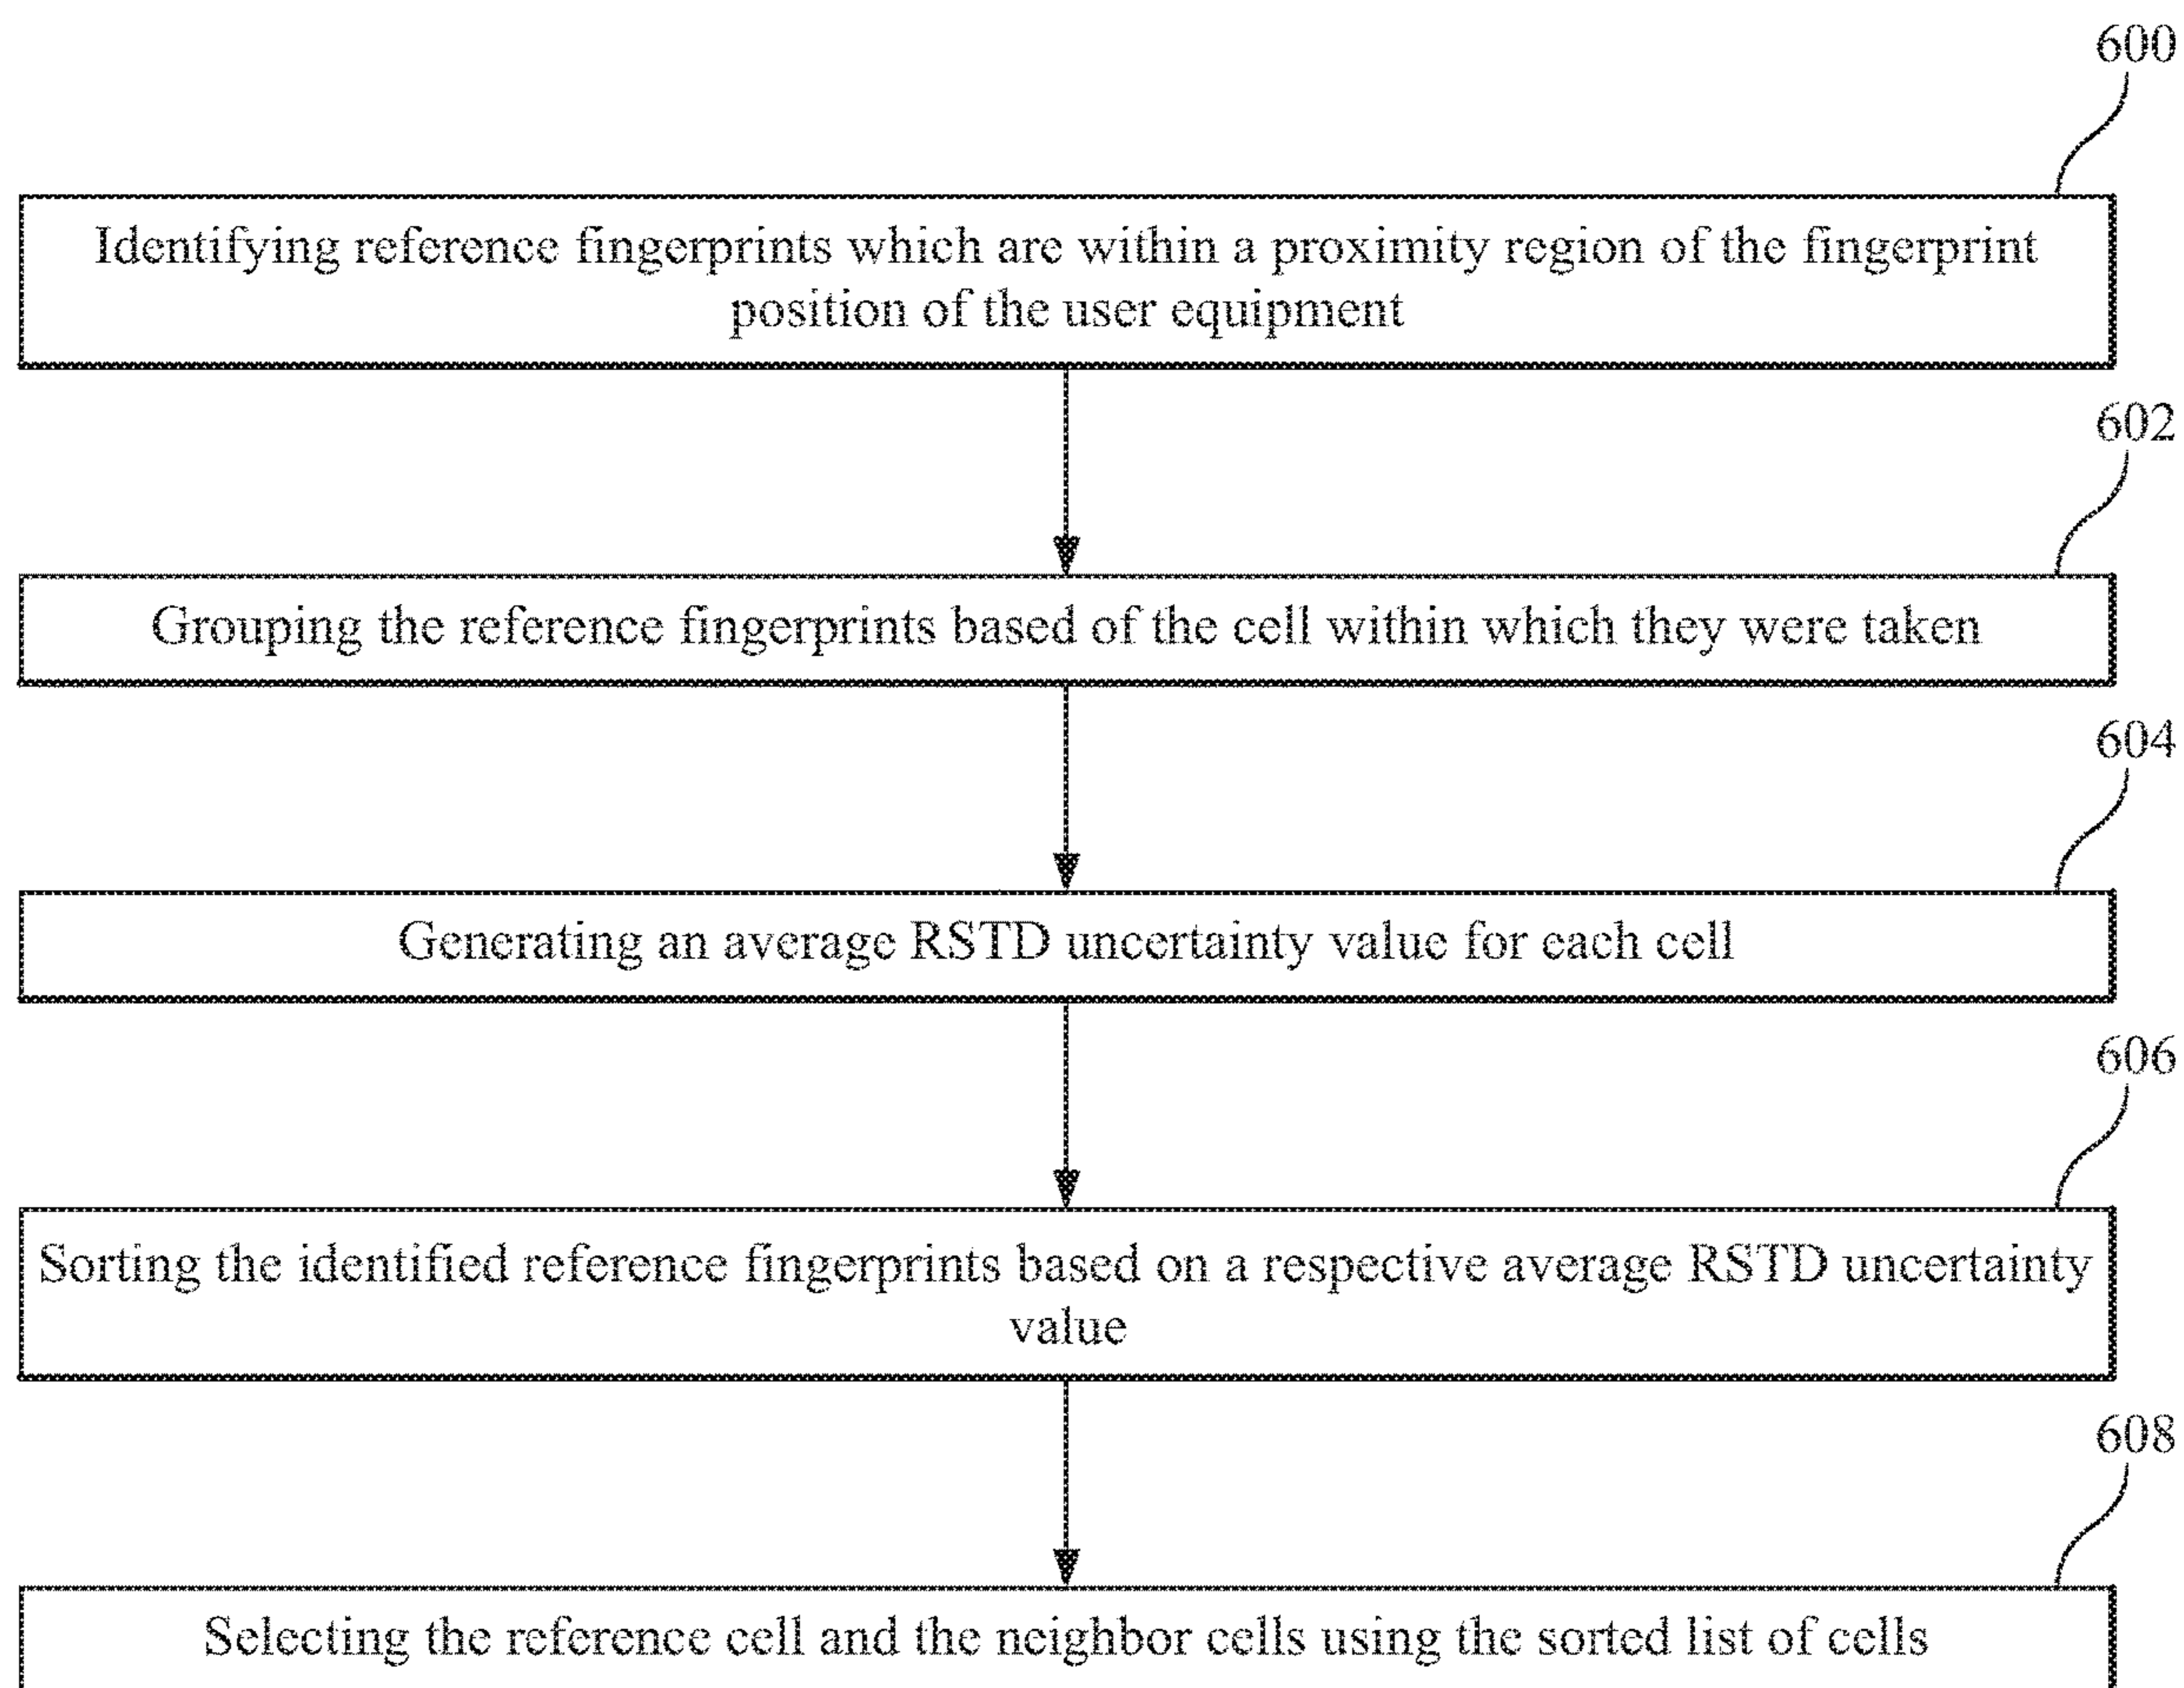 600
Identifying reference fingerprints which are within a proximity region of the fingerprint
position of the user equipment
602
Grouping the reference fingerprints based of the cell within which they were taken
604
Generating an average RSTD uncertainty value for each cell
606
Sorting the identified reference fingerprints based on a respective average RSTD uncertainty
value
608
Selecting the reference cell and the neighbor cells using the sorted list of cells